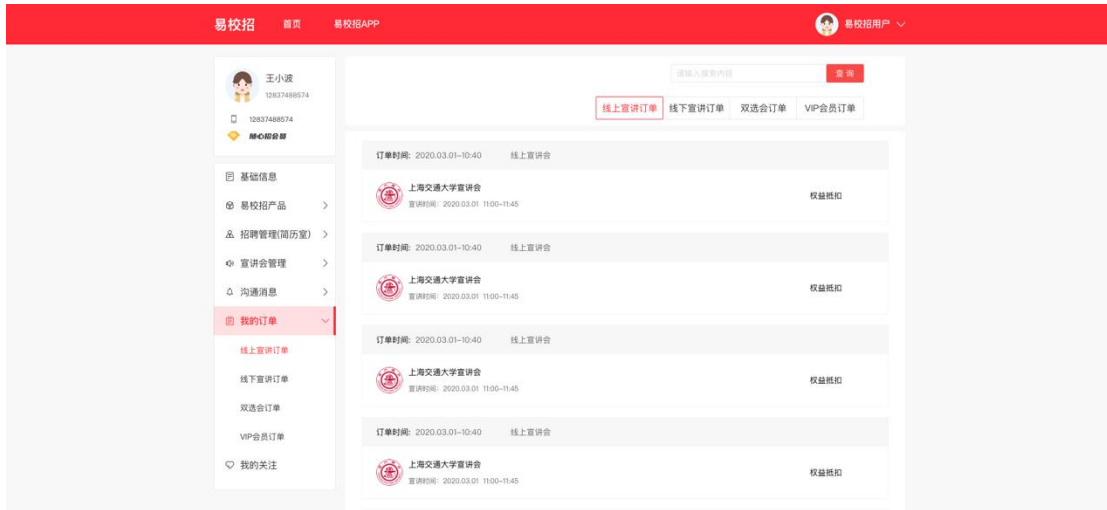 易校招 首页 易校招APP 易校招用户
王小波
12837488574
12837488574
随心招会员
基础信息
易校招产品
招聘管理(简历室)
宣讲会管理
沟通消息
我的订单
线上宣讲订单
线下宣讲订单
双选会订单
VIP会员订单
我的关注
请输入搜索内容 查 询
线上宣讲订单 线下宣讲订单 双选会订单 VIP会员订单
订单时间: 2020.03.01-10:40 线上宣讲会
上海交通大学宣讲会
宣讲时间: 2020.03.01 11:00-11:45
权益抵扣
订单时间: 2020.03.01-10:40 线上宣讲会
上海交通大学宣讲会
宣讲时间: 2020.03.01 11:00-11:45
权益抵扣
订单时间: 2020.03.01-10:40 线上宣讲会
上海交通大学宣讲会
宣讲时间: 2020.03.01 11:00-11:45
权益抵扣
订单时间: 2020.03.01-10:40 线上宣讲会
上海交通大学宣讲会
宣讲时间: 2020.03.01 11:00-11:45
权益抵扣